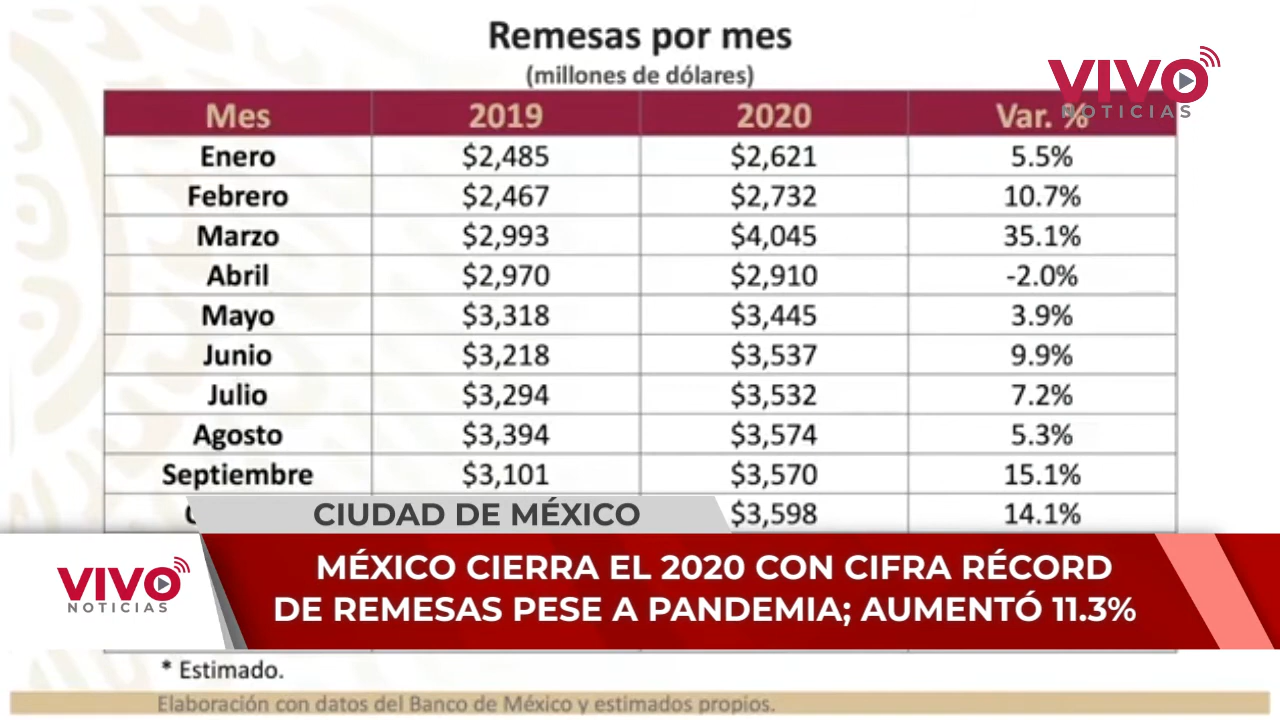 Remesas por mes
(millones de dólares)
VIVO
NOTICIAS
Mes 2019 2020 Var. %
Enero $2,485 $2,621 5.5%
Febrero $2,467 $2,732 10.7%
Marzo $2,993 $4,045 35.1%
Abril $2,970 $2,910 -2.0%
Mayo $3,318 $3,445 3.9%
Junio $3,218 $3,537 9.9%
Julio $3,294 $3,532 7.2%
Agosto $3,394 $3,574 5.3%
Septiembre $3,101 $3,570 15.1%
$3,598 14.1%
CIUDAD DE MÉXICO
MÉXICO CIERRA EL 2020 CON CIFRA RÉCORD
DE REMESAS PESE A PANDEMIA; AUMENTÓ 11.3%
VIVO
NOTICIAS
* Estimado.
Elaboración con datos del Banco de México y estimados propios.